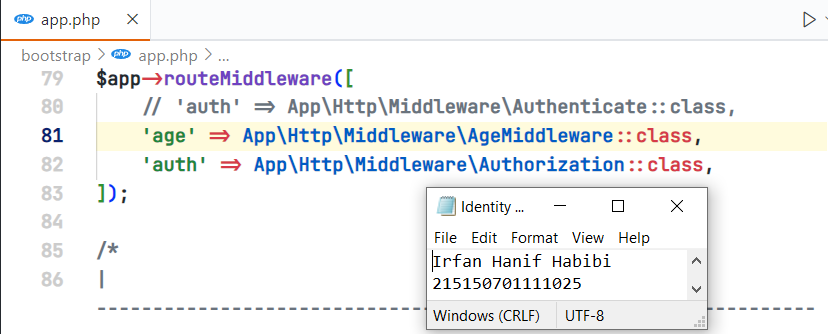 php app.php ×
bootstrap > php app.php > ...
79 $app->routeMiddleware([
80 // 'auth' => App\Http\Middleware\Authenticate::class,
81 'age' => App\Http\Middleware\AgeMiddleware::class,
82 'auth' => App\Http\Middleware\Authorization::class,
83 ]);
84
85 /*
86 |
--------------------------------------------------------------------------
Identity ...
File Edit Format View Help
Irfan Hanif Habibi
215150701111025
Windows (CRLF) UTF-8